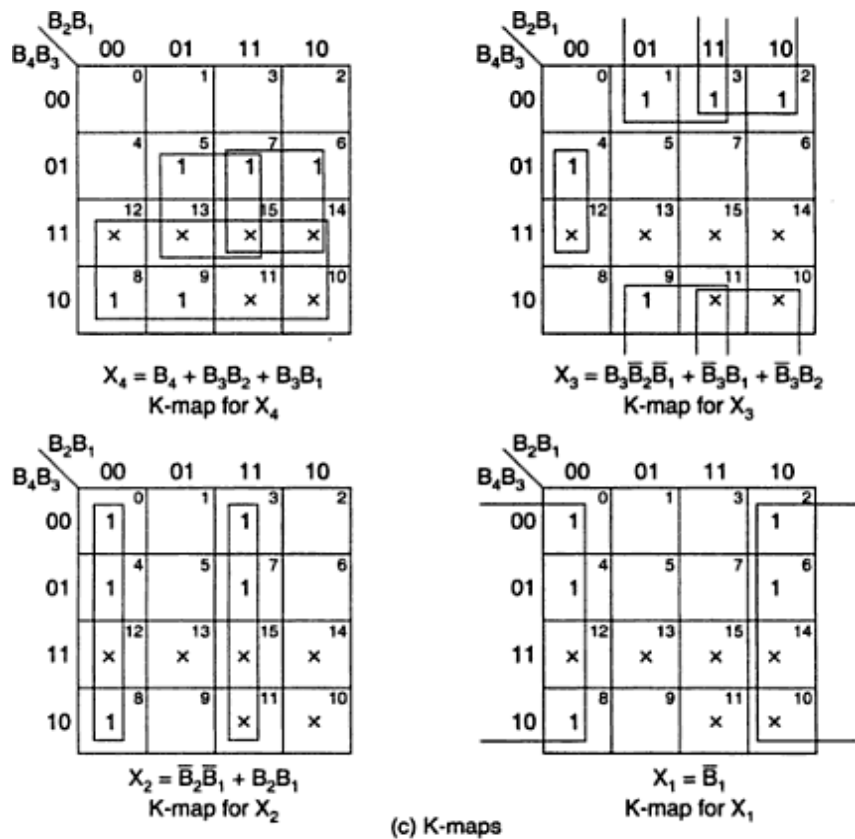 B₂B₁
B₄B₃ 00 01 11 10
0 1 3 2
00
4 5 7 6
01 1 1 1
12 13 15 14
11 × × × ×
8 9 11 10
10 1 1 × ×
X₄ = B₄ + B₃B₂ + B₃B₁
K-map for X₄
B₂B₁
B₄B₃ 00 01 11 10
0 1 3 2
00 1 1 1
4 5 7 6
01 1
12 13 15 14
11 × × × ×
8 9 11 10
10 1 × ×
X₃ = B₃B̅₂B̅₁ + B̅₃B₁ + B̅₃B₂
K-map for X₃
B₂B₁
B₄B₃ 00 01 11 10
0 1 3 2
00 1 1
4 5 7 6
01 1 1
12 13 15 14
11 × × × ×
8 9 11 10
10 1 × ×
X₂ = B̅₂B̅₁ + B₂B₁
K-map for X₂
B₂B₁
B₄B₃ 00 01 11 10
0 1 3 2
00 1 1
4 5 7 6
01 1 1
12 13 15 14
11 × × × ×
8 9 11 10
10 1 × ×
X₁ = B̅₁
K-map for X₁
(c) K-maps